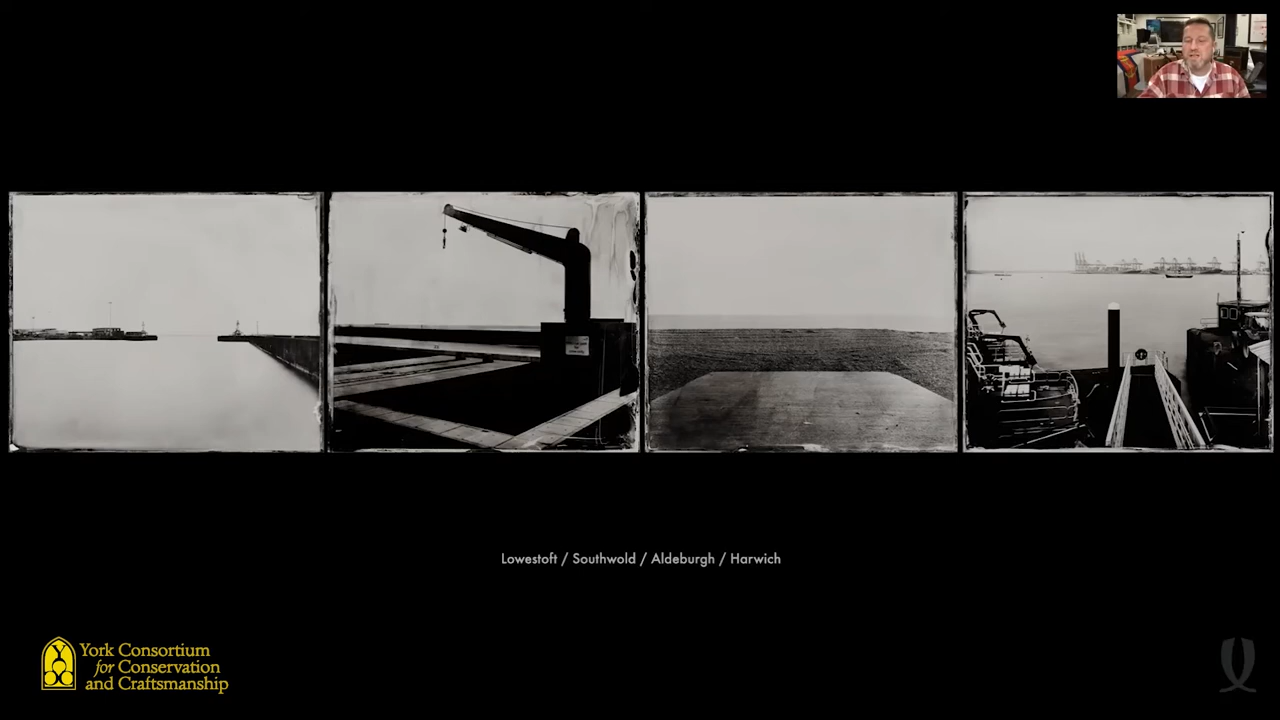 Lowestoft / Southwold / Aldeburgh / Harwich
York Consortium
for Conservation
and Craftsmanship